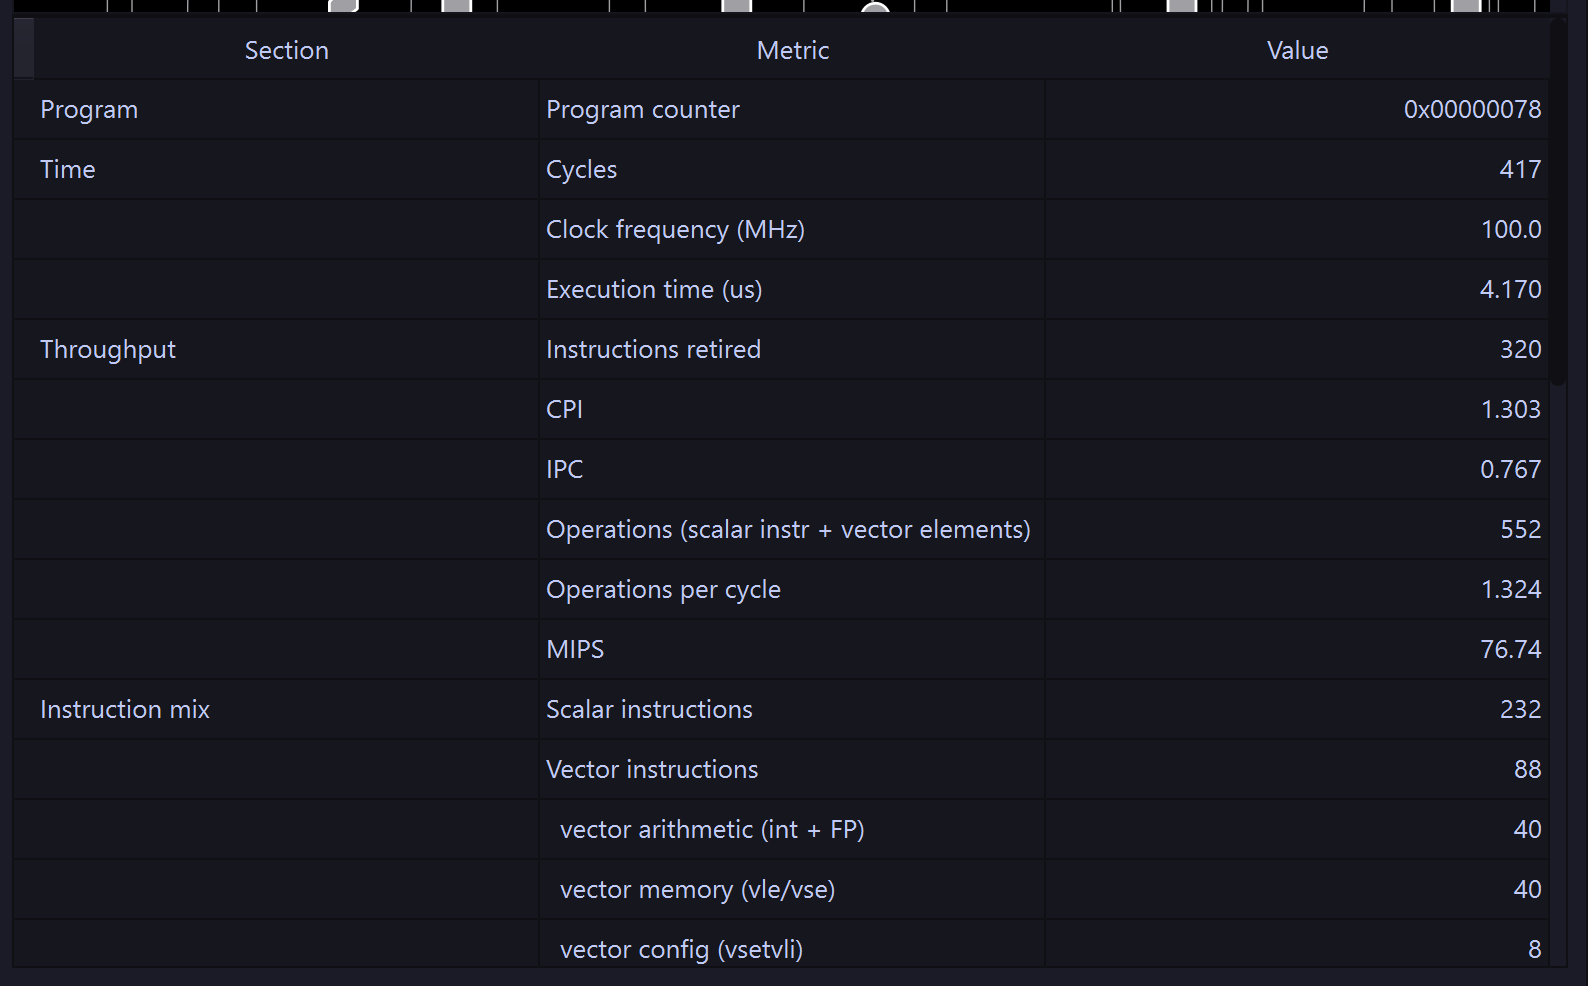 Section Metric Value
Program Program counter 0x00000078
Time Cycles 417
Clock frequency (MHz) 100.0
Execution time (us) 4.170
Throughput Instructions retired 320
CPI 1.303
IPC 0.767
Operations (scalar instr + vector elements) 552
Operations per cycle 1.324
MIPS 76.74
Instruction mix Scalar instructions 232
Vector instructions 88
vector arithmetic (int + FP) 40
vector memory (vle/vse) 40
vector config (vsetvli) 8